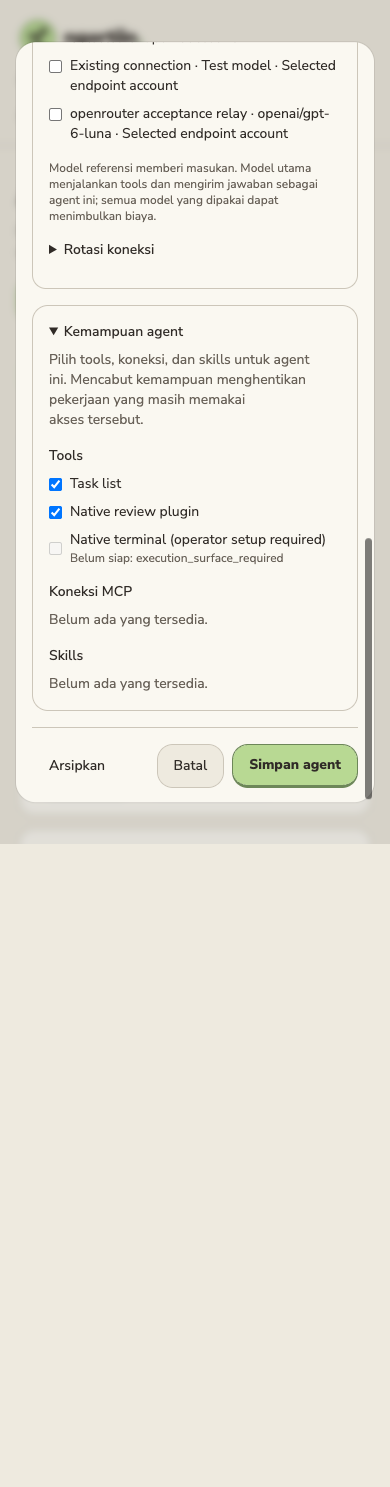 Existing connection · Test model · Selected
endpoint account
openrouter acceptance relay · openai/gpt-
6-luna · Selected endpoint account
Model referensi memberi masukan. Model utama
menjalankan tools dan mengirim jawaban sebagai
agent ini; semua model yang dipakai dapat
menimbulkan biaya.
Rotasi koneksi
Kemampuan agent
Pilih tools, koneksi, dan skills untuk agent
ini. Mencabut kemampuan menghentikan
pekerjaan yang masih memakai
akses tersebut.
Tools
Task list
Native review plugin
Native terminal (operator setup required)
Belum siap: execution_surface_required
Koneksi MCP
Belum ada yang tersedia.
Skills
Belum ada yang tersedia.
Arsipkan
Batal
Simpan agent